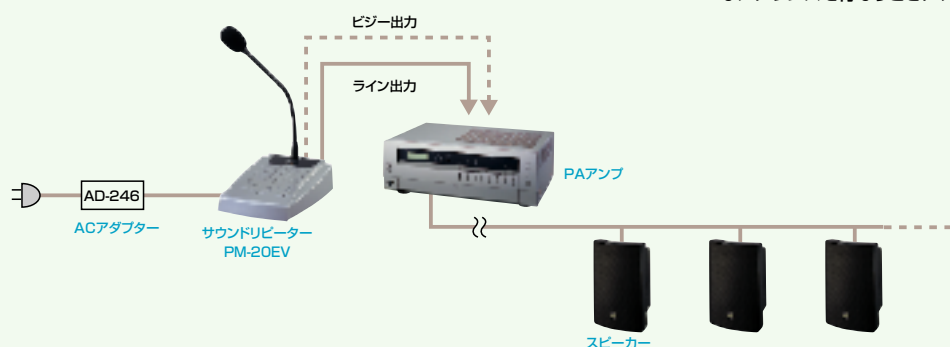 ビジー出力
ライン出力
PAアンプ
AD-246
ACアダプター
サウンドリピーター
PM-20EV
スピーカー